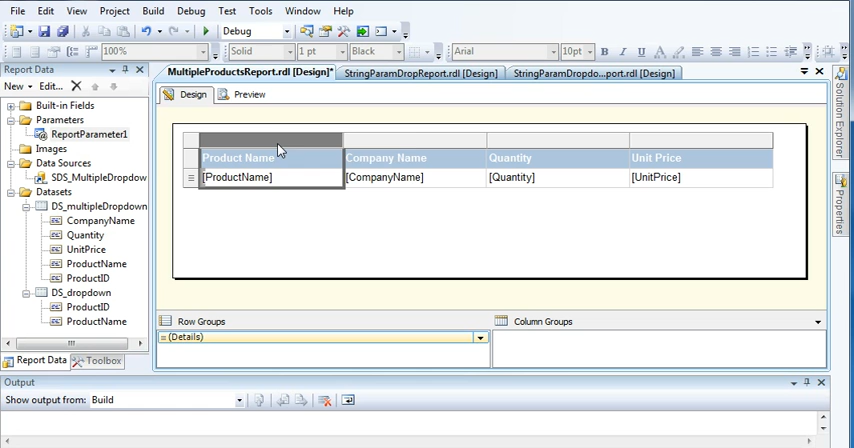 File Edit View Project Build Debug Test Tools Window Help
Debug
100% Solid 1 pt Black Arial 10pt B I U A
Report Data
MultipleProductsReport.rdl [Design]* StringParamDropReport.rdl [Design] StringParamDropdo...port.rdl [Design]
New Edit...
Design Preview
Built-in Fields
Parameters
ReportParameter1
Images
Data Sources
SDS_MultipleDropdow
Datasets
DS_multipleDropdown
CompanyName
Quantity
UnitPrice
ProductName
ProductID
DS_dropdown
ProductID
ProductName
Report Data Toolbox
Product Name Company Name Quantity Unit Price
[ProductName] [CompanyName] [Quantity] [UnitPrice]
Row Groups Column Groups
(Details)
Solution Explorer
Properties
Output
Show output from: Build